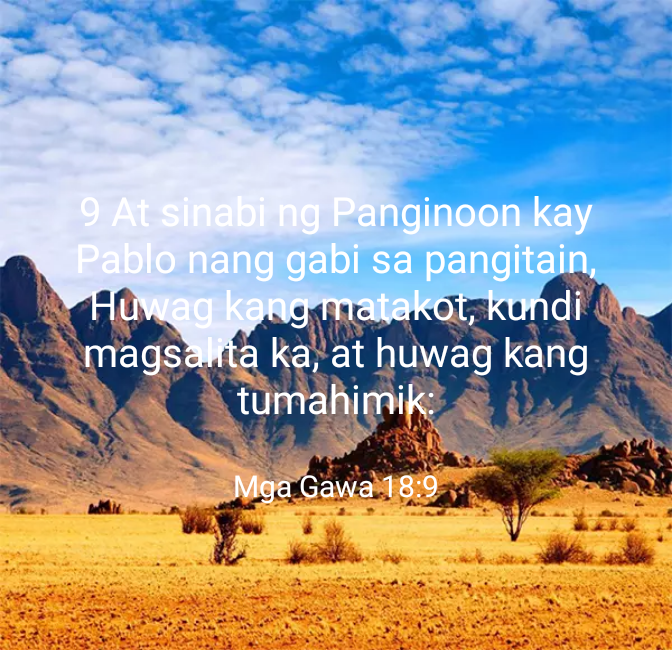 9 At sinabi ng Panginoon kay
Pablo nang gabi sa pangitain,
Huwag kang matakot, kundi
magsalita ka, at huwag kang
tumahimik:
Mga Gawa 18:9